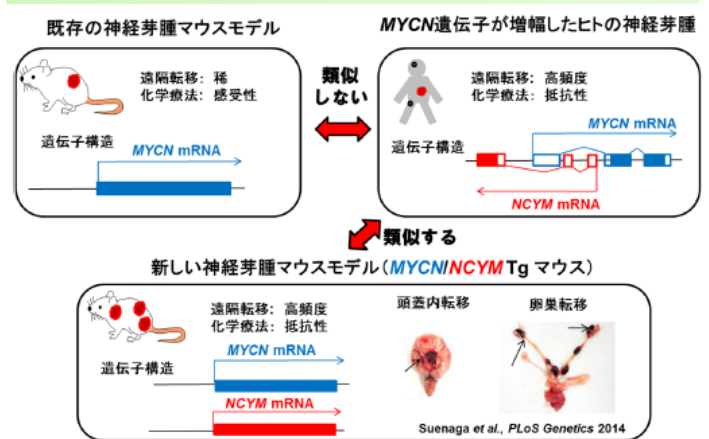 既存の神経芽腫マウスモデル
MYCN遺伝子が増幅したヒトの神経芽腫
遠隔転移: 稀
化学療法: 感受性
遺伝子構造
MYCN mRNA
類似
しない
遠隔転移: 高頻度
化学療法: 抵抗性
遺伝子構造
MYCN mRNA
NCYM mRNA
類似する
新しい神経芽腫マウスモデル(MYCN/NCYM Tg マウス)
遠隔転移: 高頻度
化学療法: 抵抗性
遺伝子構造
MYCN mRNA
NCYM mRNA
頭蓋内転移
卵巣転移
Suenaga et al., PLoS Genetics 2014